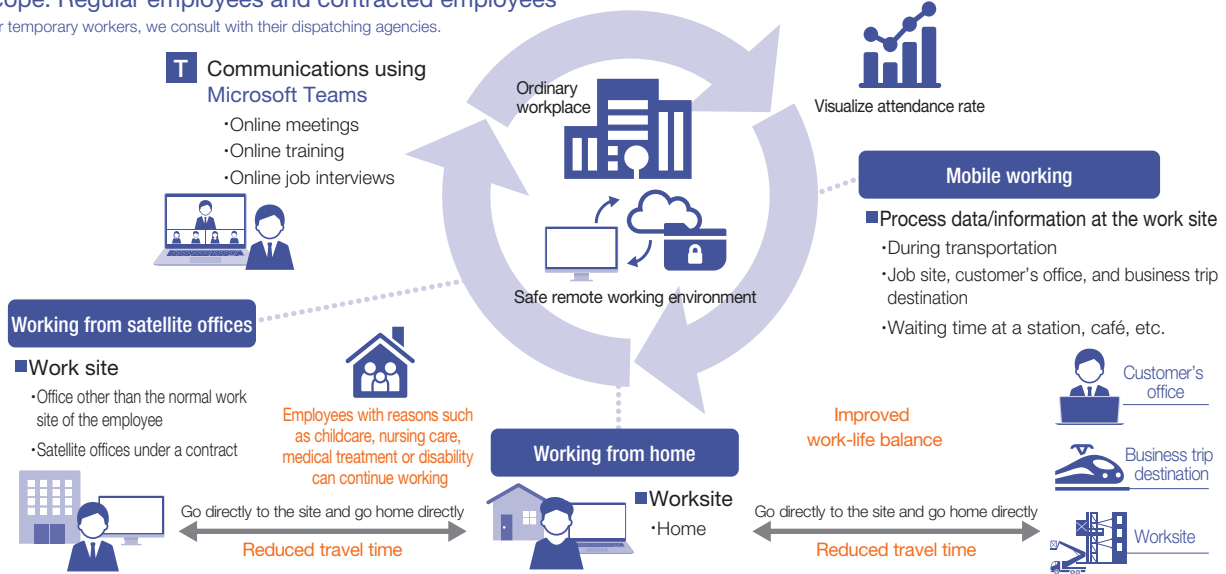 Regular employees and contracted employees
temporary workers, we consult with their dispatching agencies.
T Communications using
Microsoft Teams
・Online meetings
・Online training
・Online job interviews
Ordinary
workplace
Safe remote working environment
Visualize attendance rate
Mobile working
■Process data/information at the work site
・During transportation
・Job site, customer's office, and business trip
destination
・Waiting time at a station, café, etc.
Working from satellite offices
■Work site
・Office other than the normal work
site of the employee
・Satellite offices under a contract
Employees with reasons such
as childcare, nursing care,
medical treatment or disability
can continue working
Working from home
■Worksite
・Home
Improved
work-life balance
Customer's
office
Business trip
destination
Worksite
Go directly to the site and go home directly
Reduced travel time
Go directly to the site and go home directly
Reduced travel time